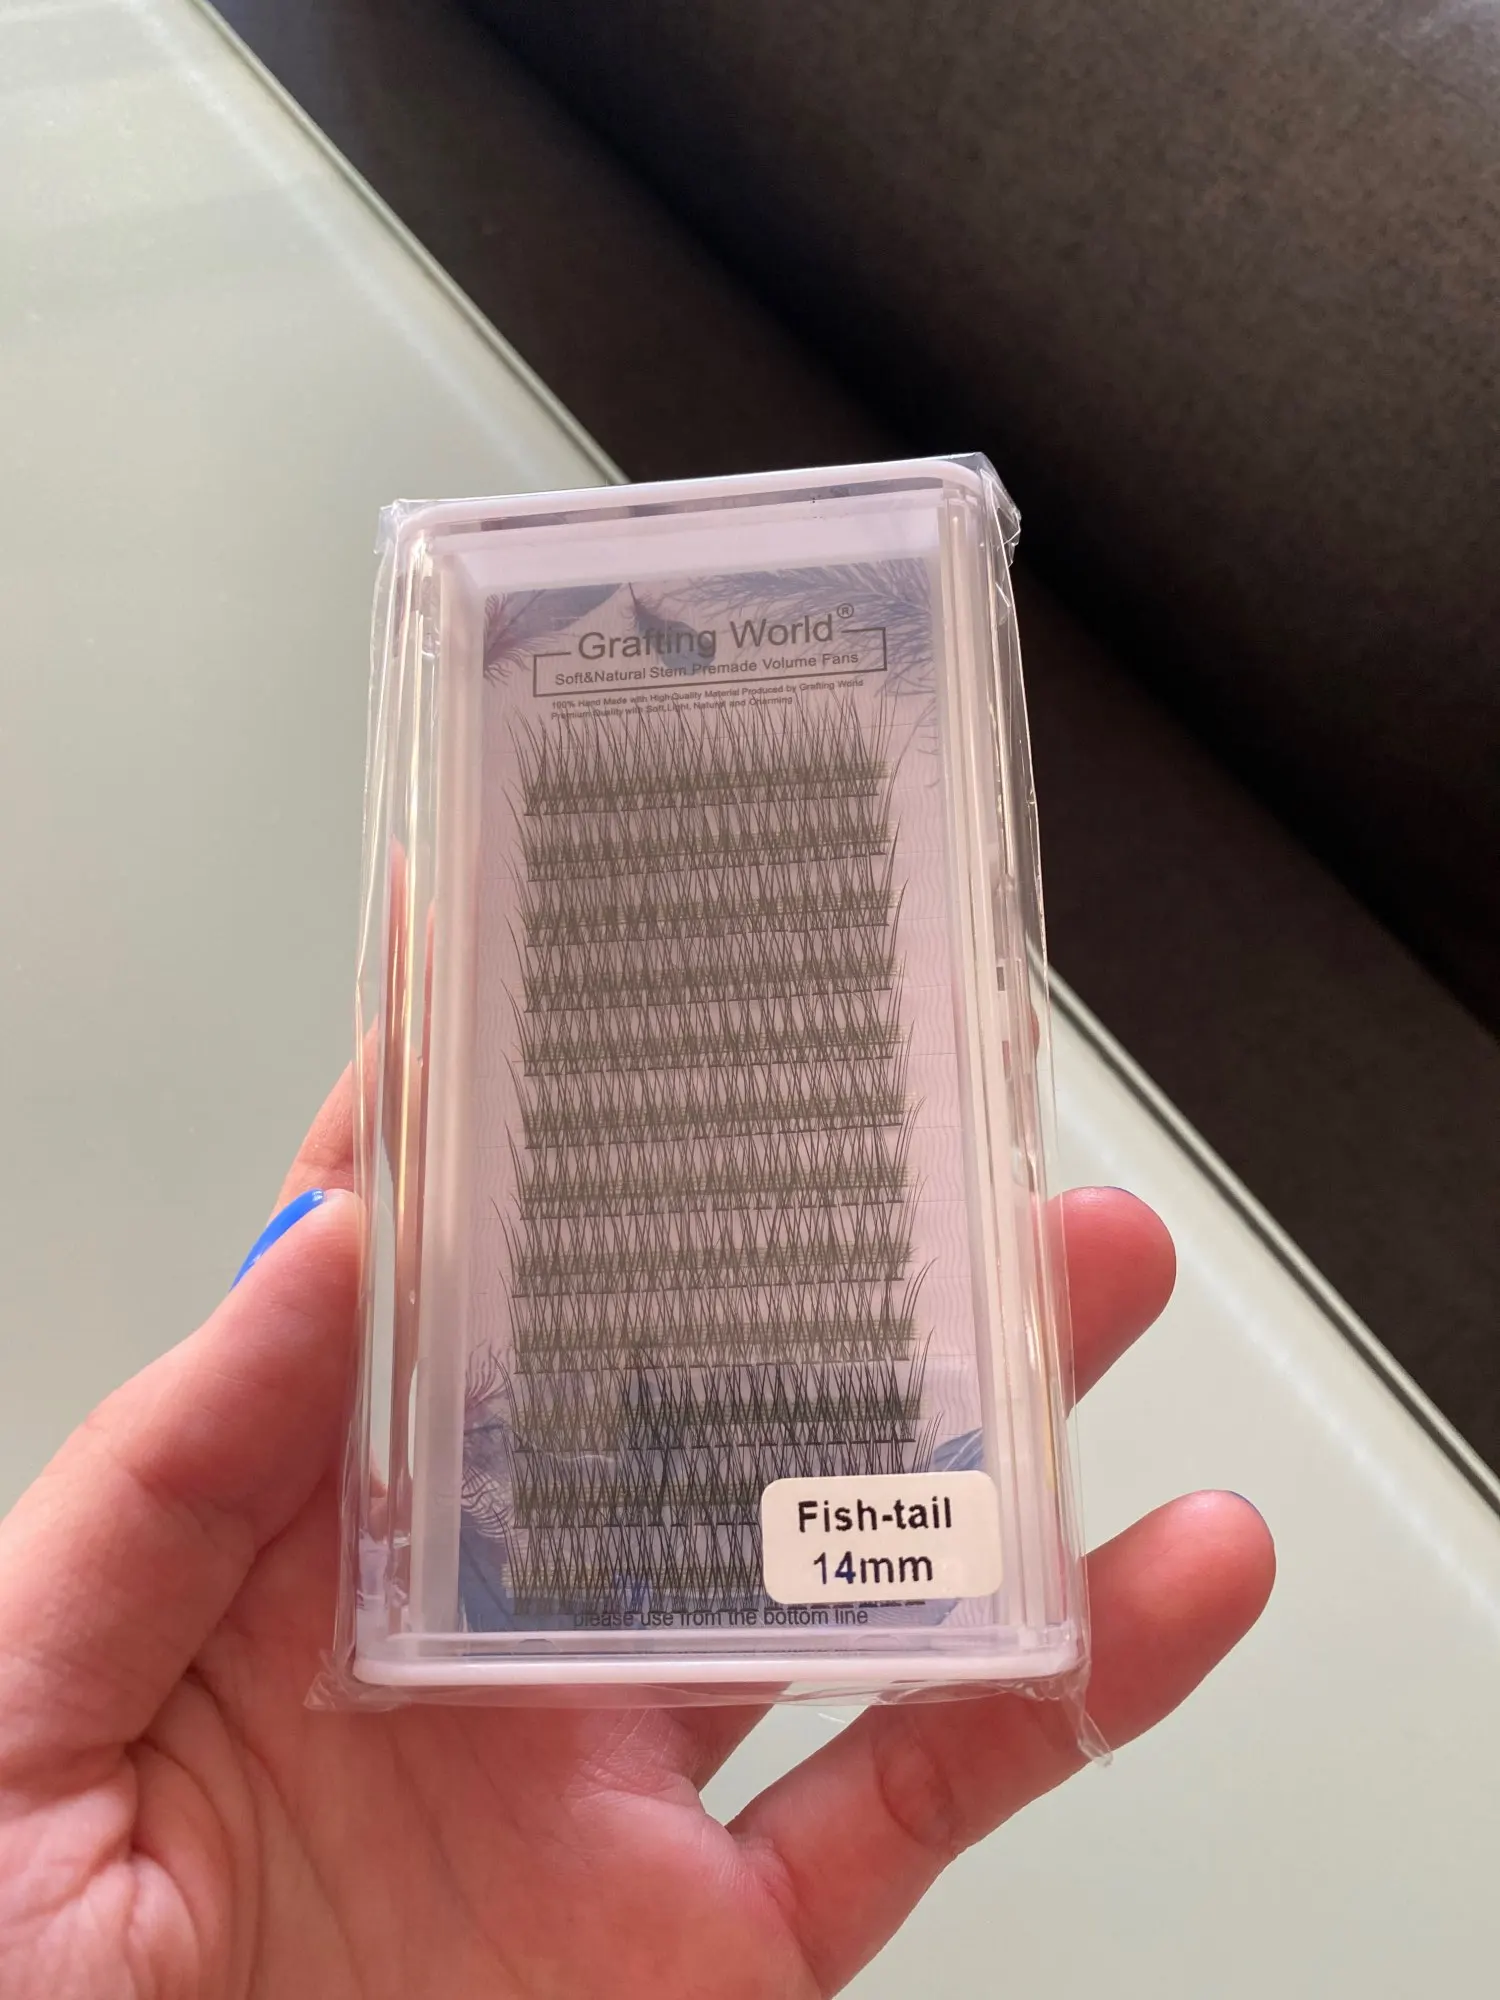 Grafting World®
Soft&Natural Stem Premade Volume Fans
100% Hand Made with High-Quality Material Produced by Grafting World
Premium Quality with Soft,Light, Natural and Charming
Fish-tail
14mm
please use from the bottom line